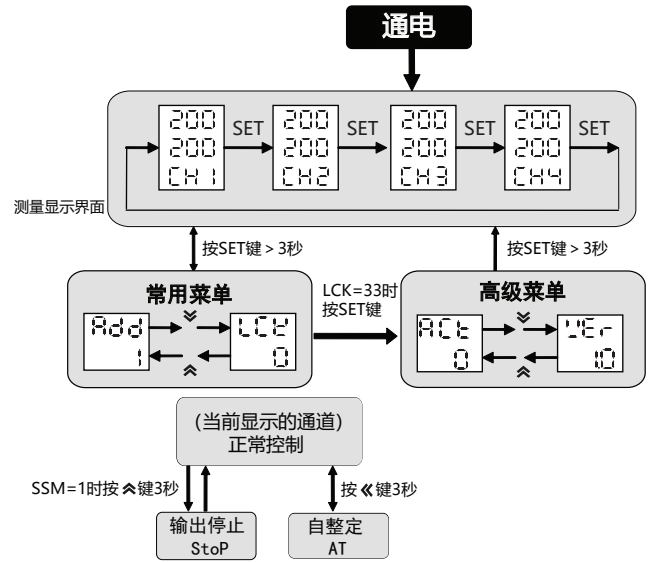 通电
200 SET 200 SET 200 SET 200 SET
200 200 200 200
CH1 CH2 CH3 CH4
测量显示界面
按SET键 > 3秒
按SET键 > 3秒
常用菜单
Add LCK
1 0
LCK=33时
按SET键
高级菜单
ACt VEr
0 1.0
(当前显示的通道)
正常控制
SSM=1时按 键3秒
按 键3秒
输出停止
StoP
自整定
AT